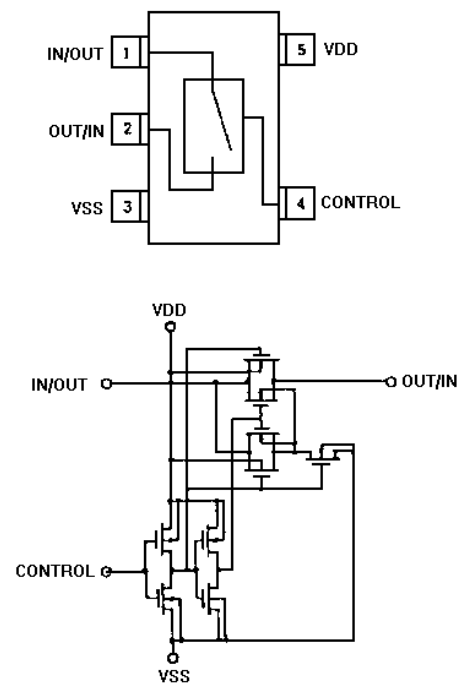 IN/OUT 1
5 VDD
OUT/IN 2
VSS 3
4 CONTROL
VDD
IN/OUT
OUT/IN
CONTROL
VSS